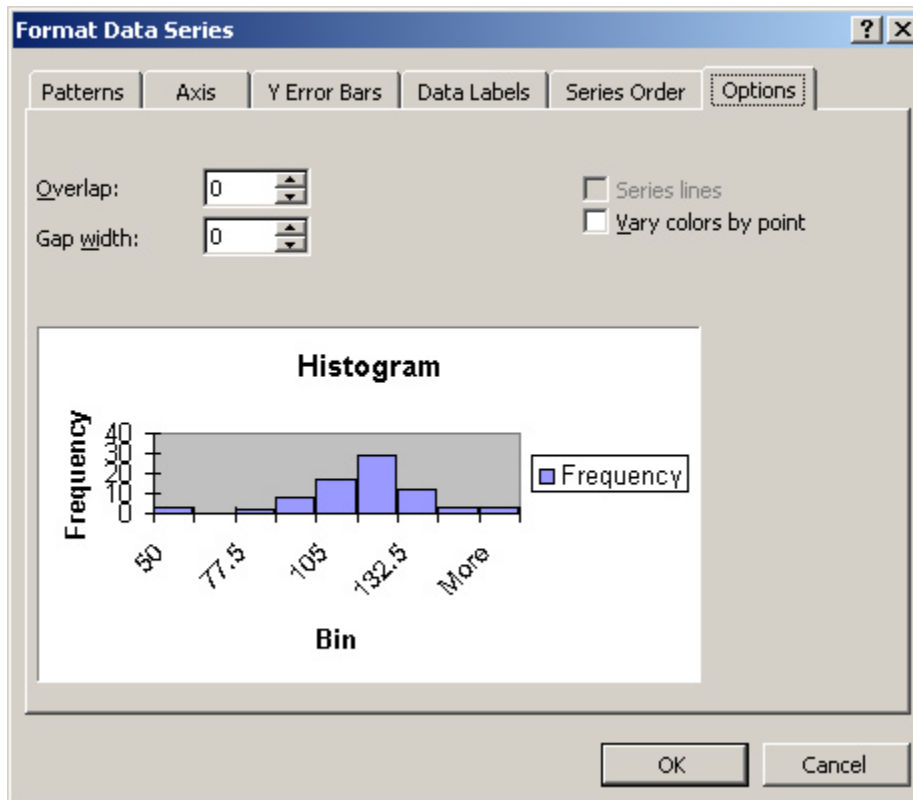 Format Data Series
Patterns Axis Y Error Bars Data Labels Series Order Options
Overlap: 0 Series lines
Gap width: 0 Vary colors by point
Histogram
Frequency
40
30
20
10
0
Frequency
50 77.5 105 132.5 More
Bin
OK Cancel